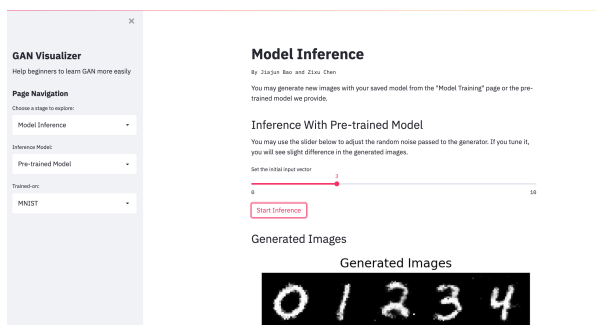 ×
GAN Visualizer
Help beginners to learn GAN more easily
Page Navigation
Choose a stage to explore:
Model Inference
Inference Model:
Pre-trained Model
Trained-on:
MNIST
Model Inference
By Jiajun Bao and Zixu Chen
You may generate new images with your saved model from the "Model Training" page or the pre-
trained model we provide.
Inference With Pre-trained Model
You may use the slider below to adjust the random noise passed to the generator. If you tune it,
you will see slight difference in the generated images.
Set the initial input vector
3
0 10
Start Inference
Generated Images
Generated Images
0 1 2 3 4